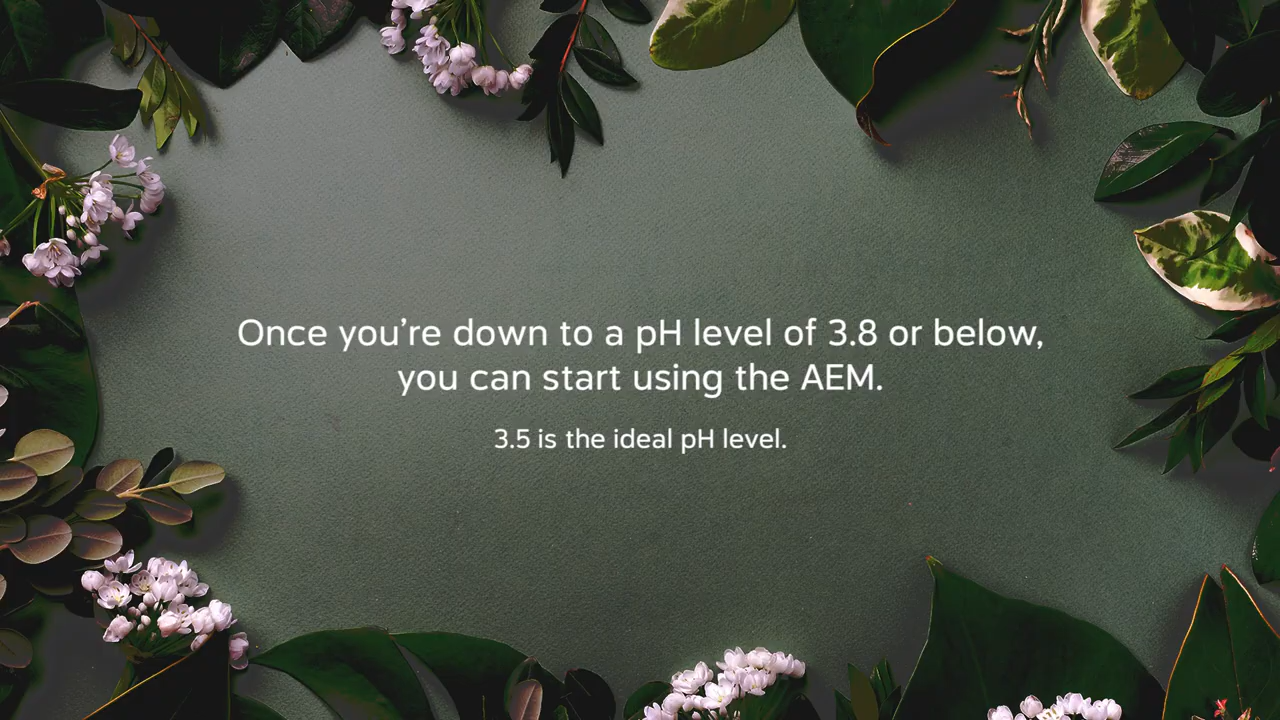 Once you’re down to a pH level of 3.8 or below,
you can start using the AEM.
3.5 is the ideal pH level.